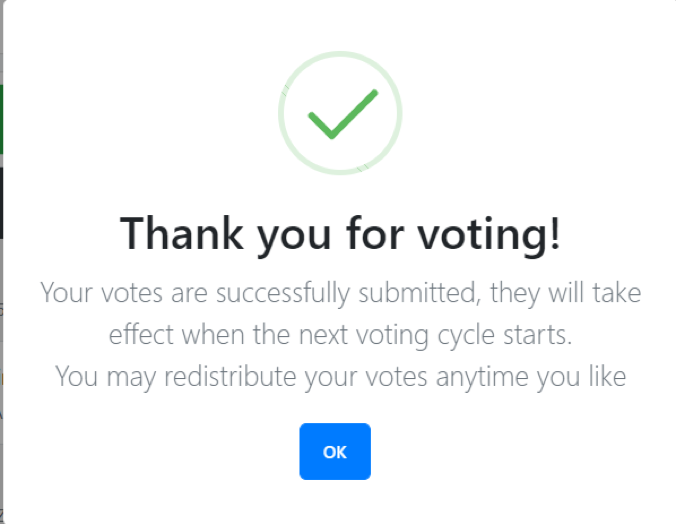 Thank you for voting!
Your votes are successfully submitted, they will take
effect when the next voting cycle starts.
You may redistribute your votes anytime you like
OK